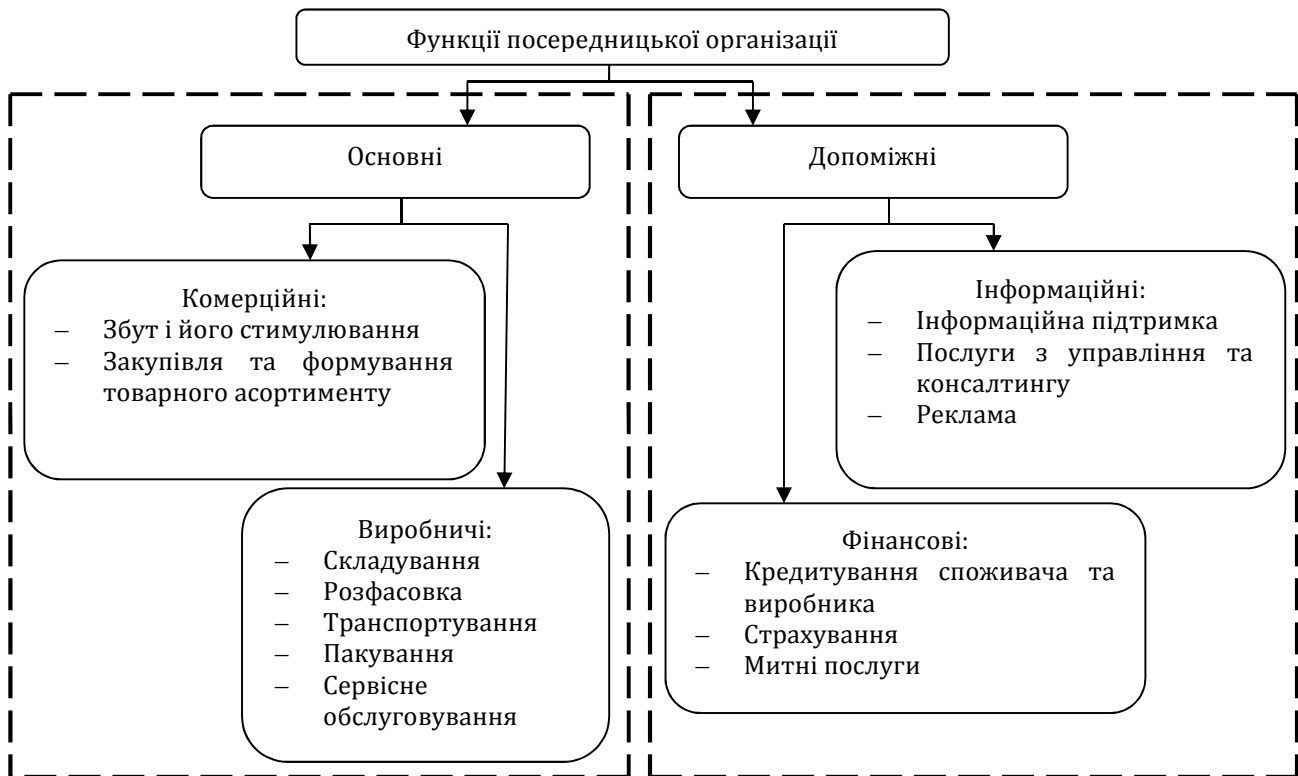 Функції посередницької організації
Основні
Допоміжні
Комерційні:
– Збут і його стимулювання
– Закупівля та формування
товарного асортименту
Інформаційні:
– Інформаційна підтримка
– Послуги з управління та
консалтингу
– Реклама
Виробничі:
– Складування
– Розфасовка
– Транспортування
– Пакування
– Сервісне
обслуговування
Фінансові:
– Кредитування споживача та
виробника
– Страхування
– Митні послуги